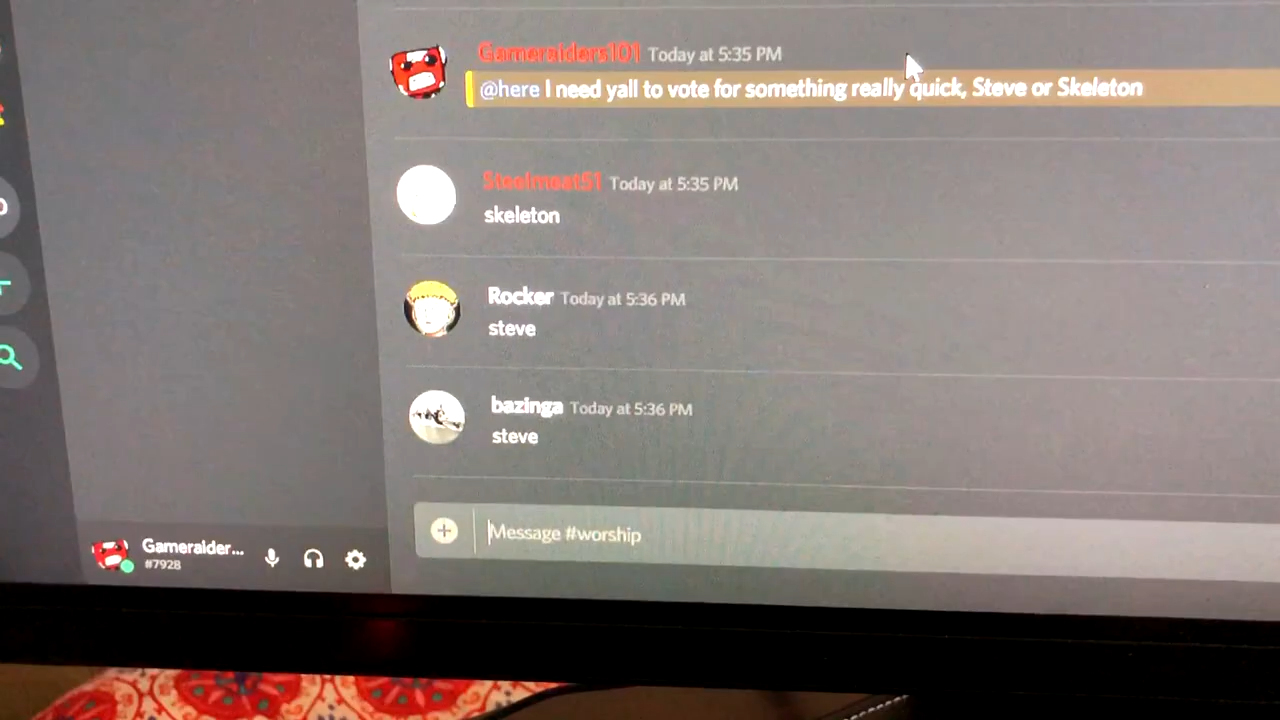 Gameraiders101 Today at 5:35 PM
@here I need yall to vote for something really quick, Steve or Skeleton
Steelmeat51 Today at 5:35 PM
skeleton
Rocker Today at 5:36 PM
steve
bazinga Today at 5:36 PM
steve
Message #worship
Gameraider...
#7928